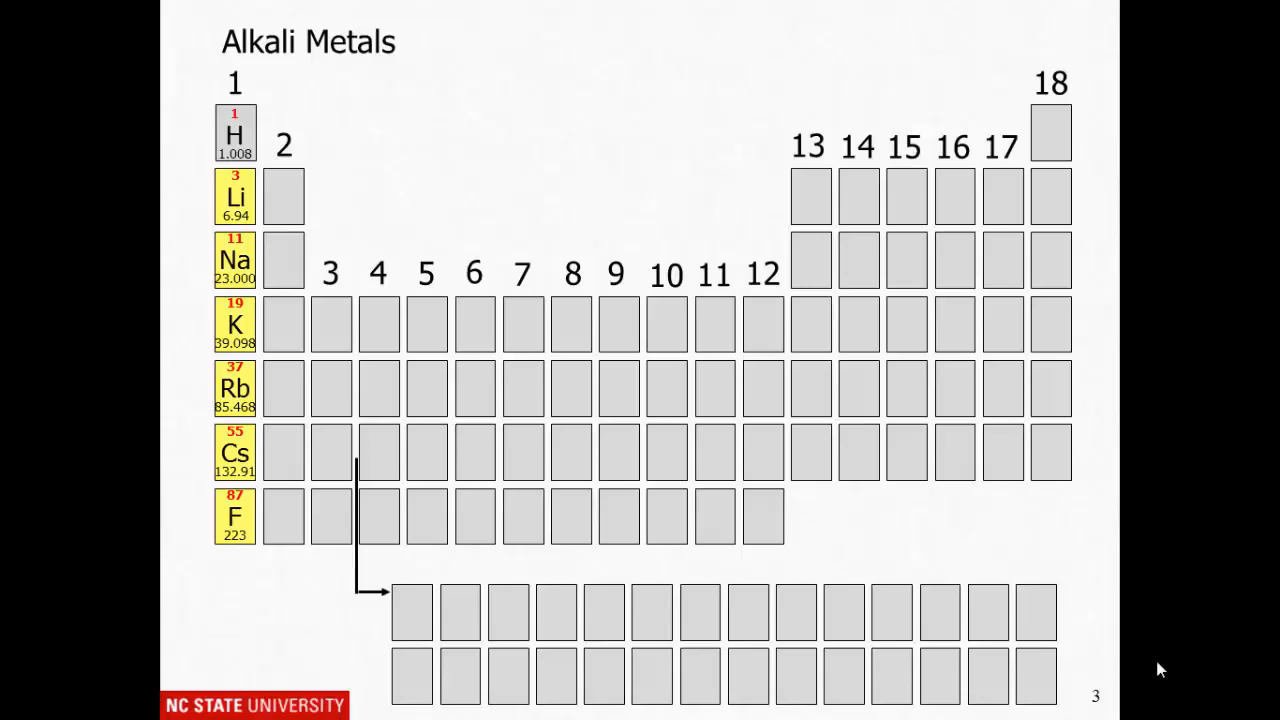 Alkali Metals
1
18
1
H
1.008
2
13 14 15 16 17
3
Li
6.94
11
Na
23.000
3 4 5 6 7 8 9 10 11 12
19
K
39.098
37
Rb
85.468
55
Cs
132.91
87
F
223
NC STATE UNIVERSITY
3